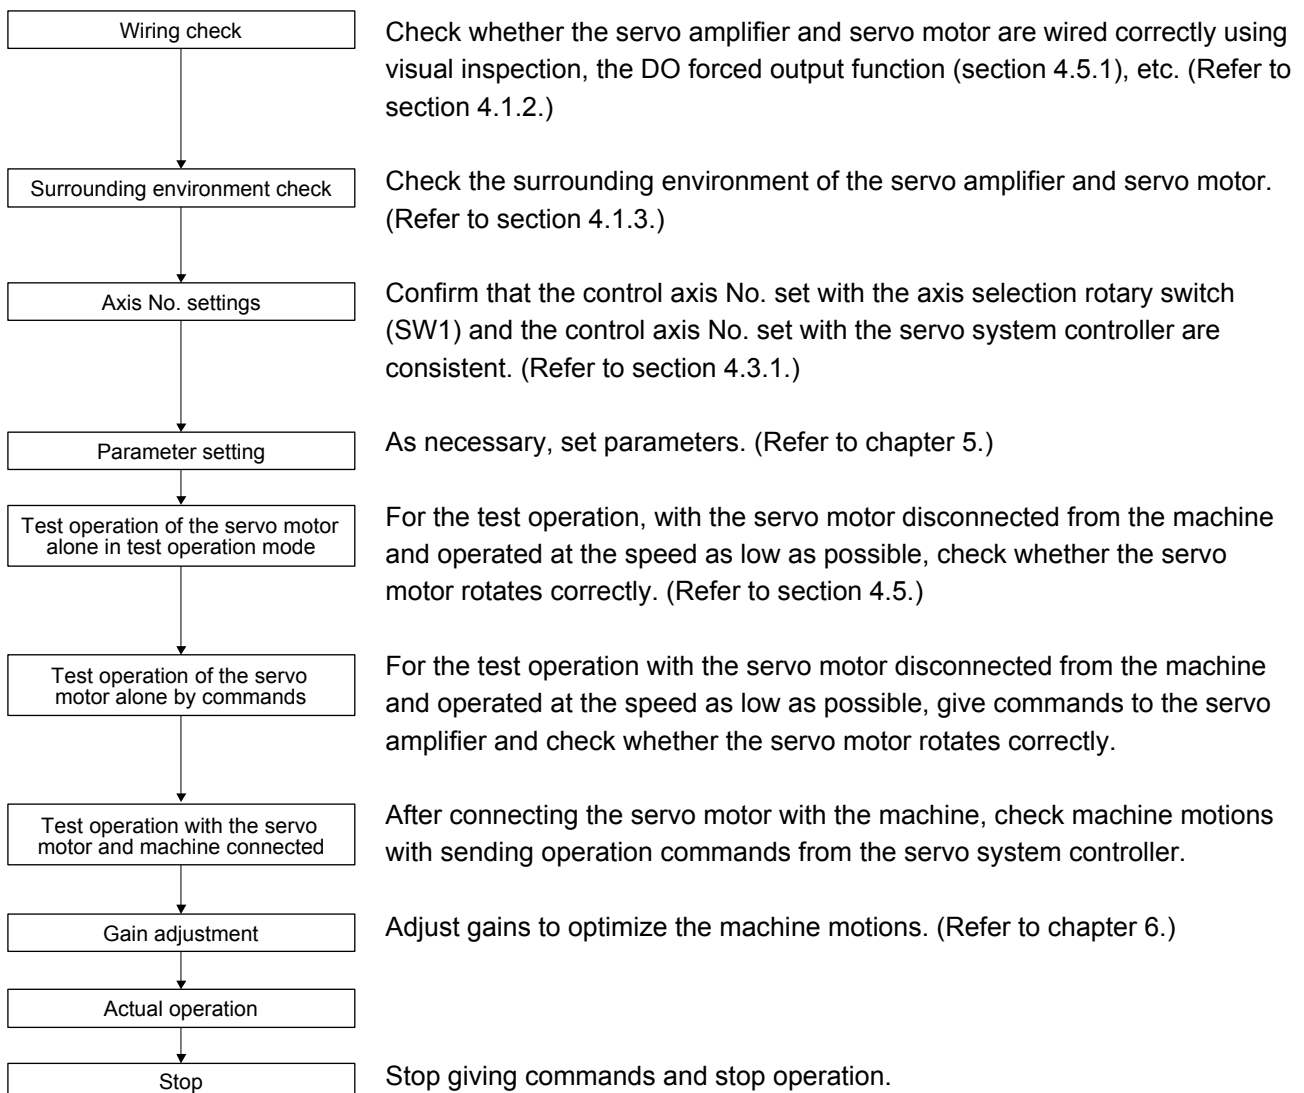 Wiring check
Check whether the servo amplifier and servo motor are wired correctly using
visual inspection, the DO forced output function (section 4.5.1), etc. (Refer to
section 4.1.2.)
Surrounding environment check
Check the surrounding environment of the servo amplifier and servo motor.
(Refer to section 4.1.3.)
Axis No. settings
Confirm that the control axis No. set with the axis selection rotary switch
(SW1) and the control axis No. set with the servo system controller are
consistent. (Refer to section 4.3.1.)
Parameter setting
As necessary, set parameters. (Refer to chapter 5.)
Test operation of the servo motor
alone in test operation mode
For the test operation, with the servo motor disconnected from the machine
and operated at the speed as low as possible, check whether the servo
motor rotates correctly. (Refer to section 4.5.)
Test operation of the servo
motor alone by commands
For the test operation with the servo motor disconnected from the machine
and operated at the speed as low as possible, give commands to the servo
amplifier and check whether the servo motor rotates correctly.
Test operation with the servo
motor and machine connected
After connecting the servo motor with the machine, check machine motions
with sending operation commands from the servo system controller.
Gain adjustment
Adjust gains to optimize the machine motions. (Refer to chapter 6.)
Actual operation
Stop
Stop giving commands and stop operation.